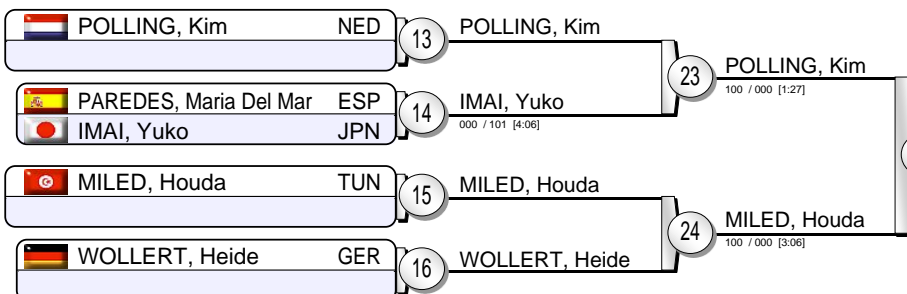 POLLING, Kim NED
13
POLLING, Kim
PAREDES, Maria Del Mar ESP
IMAI, Yuko JPN
14
IMAI, Yuko
000 / 101 [4:06]
23
POLLING, Kim
100 / 000 [1:27]
MILED, Houda TUN
15
MILED, Houda
WOLLERT, Heide GER
16
WOLLERT, Heide
24
MILED, Houda
100 / 000 [3:06]